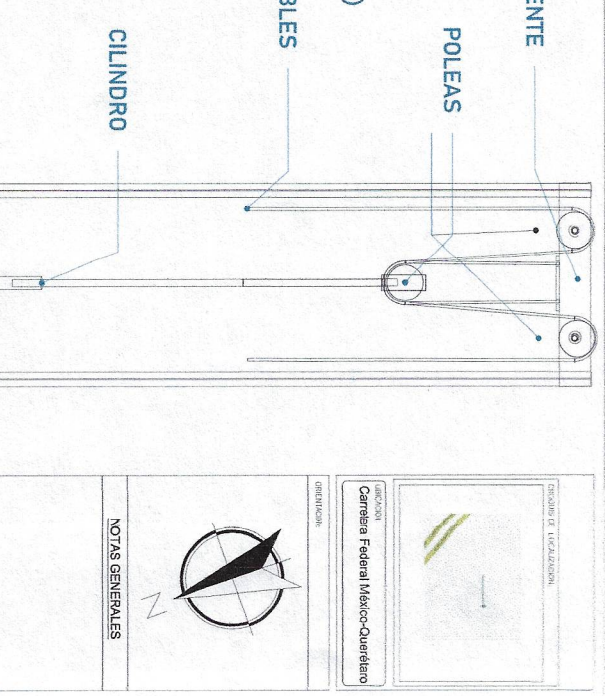 ENTE
POLEAS
)
BLES
CILINDRO
CROQUIS DE LOCALIZACIÓN:
UBICACIÓN:
Carretera Federal México-Querétaro
ORIENTACIÓN:
N
NOTAS GENERALES